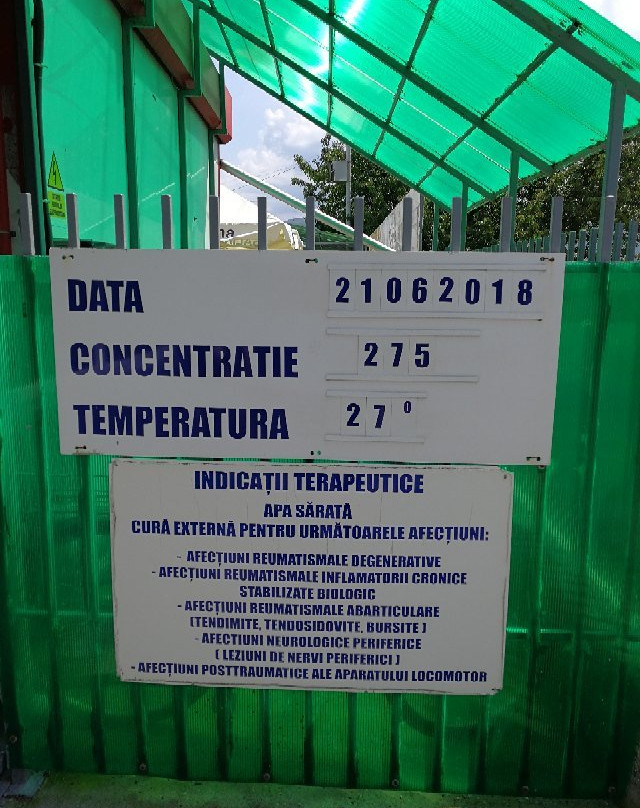 DATA 21062018
CONCENTRATIE 275
TEMPERATURA 27°
INDICAȚII TERAPEUTICE
APA SĂRATĂ
CURĂ EXTERNĂ PENTRU URMĂTOARELE AFECȚIUNI:
- AFECȚIUNI REUMATISMALE DEGENERATIVE
- AFECȚIUNI REUMATISMALE INFLAMATORII CRONICE
STABILIZATE BIOLOGIC
- AFECȚIUNI REUMATISMALE ABARTICULARE
(TENDIMITE, TENDOSIDOVITE, BURSITE )
- AFECTIUNI NEUROLOGICE PERIFERICE
( LEZIUNI DE NERVI PERIFERICI )
- AFECȚIUNI POSTTRAUMATICE ALE APARATULUI LOCOMOTOR